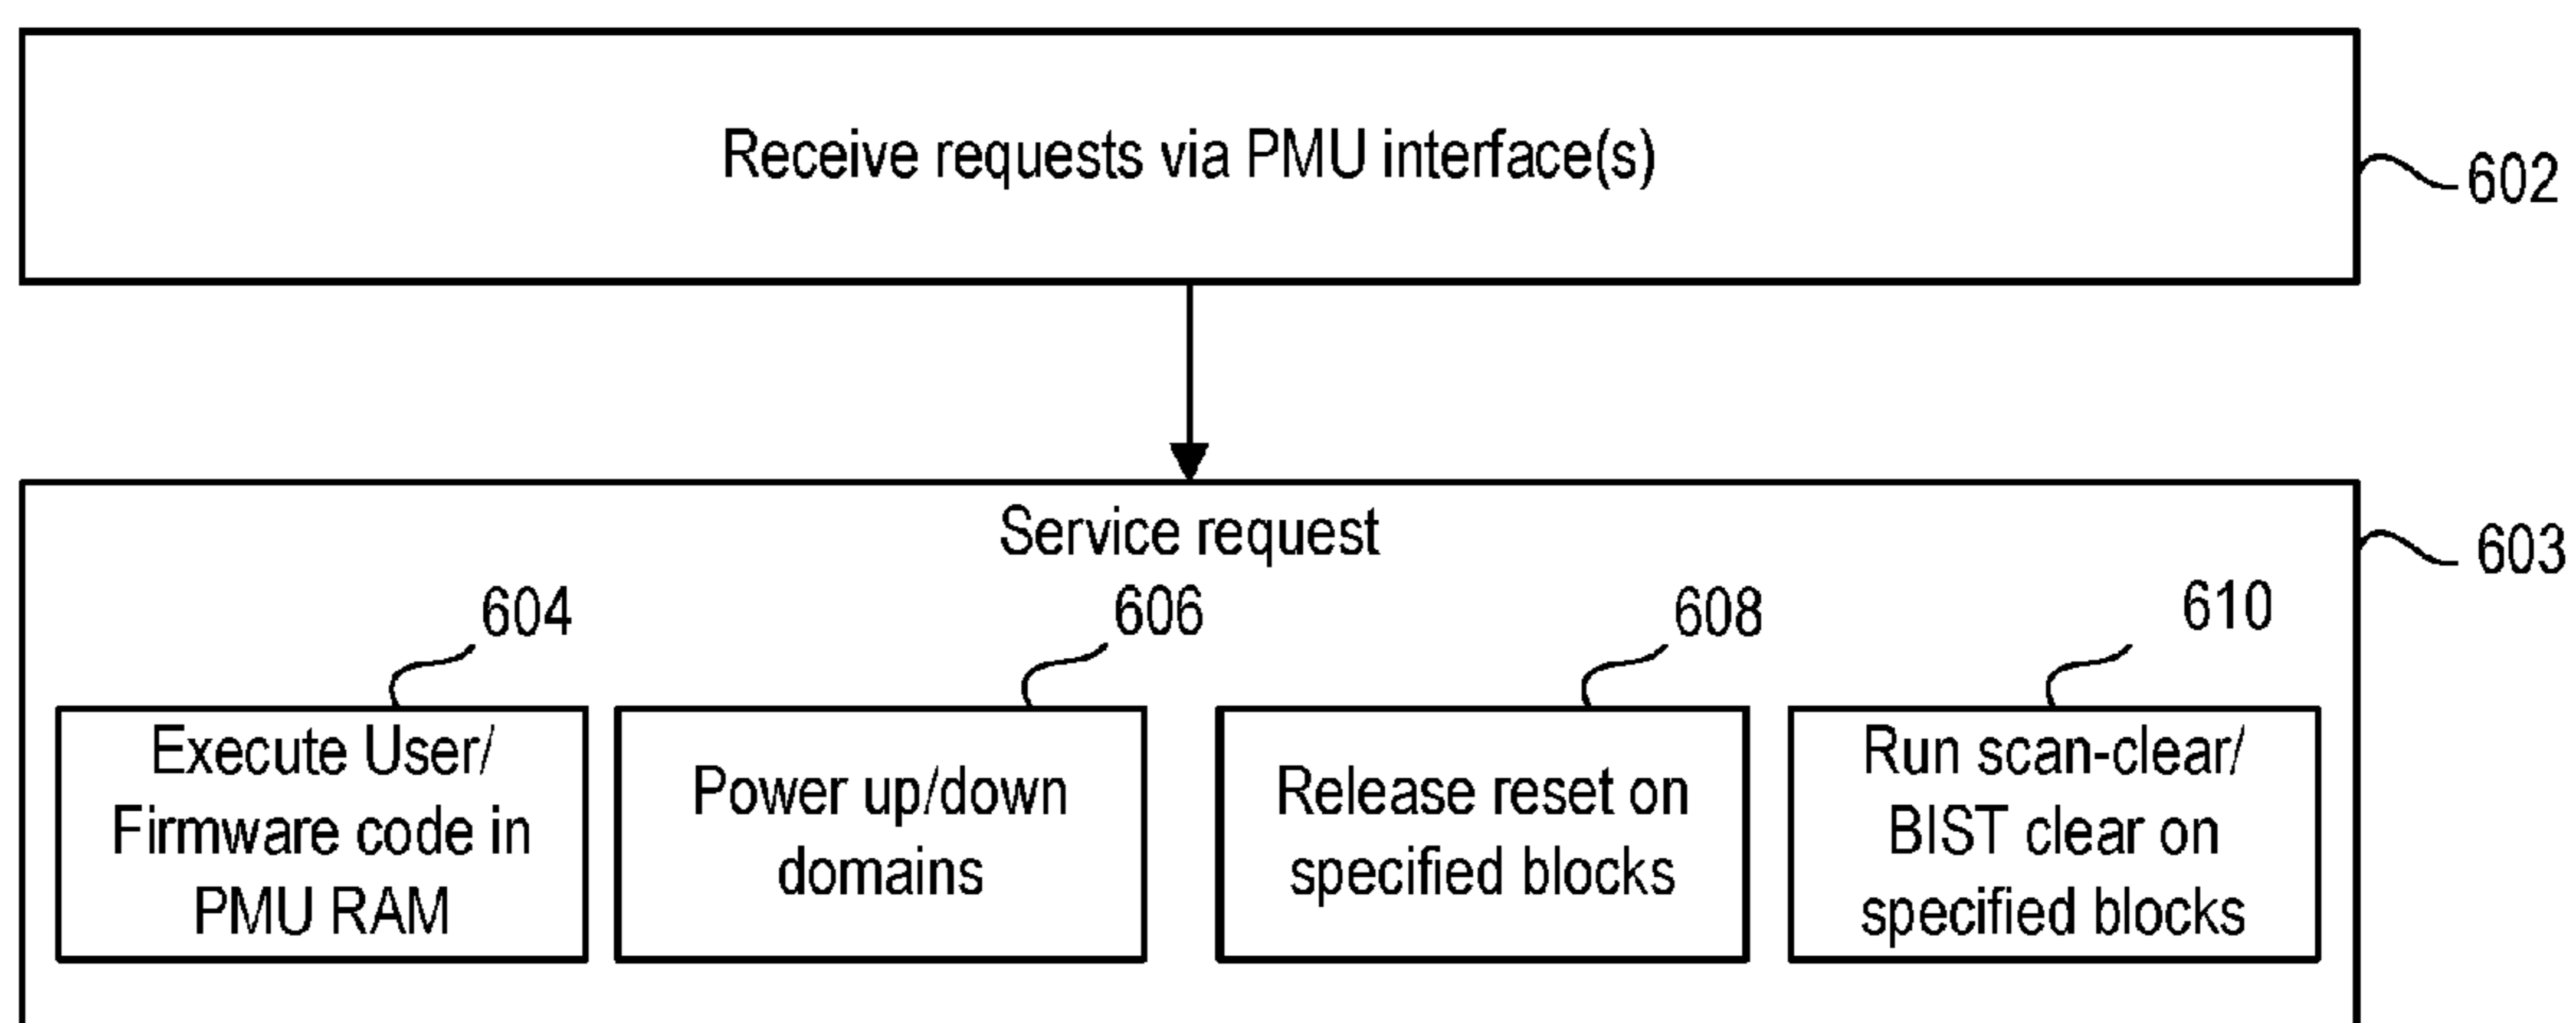 Receive requests via PMU interface(s)
602
Service request
603
604
606
608
610
Execute User/
Firmware code in
PMU RAM
Power up/down
domains
Release reset on
specified blocks
Run scan-clear/
BIST clear on
specified blocks